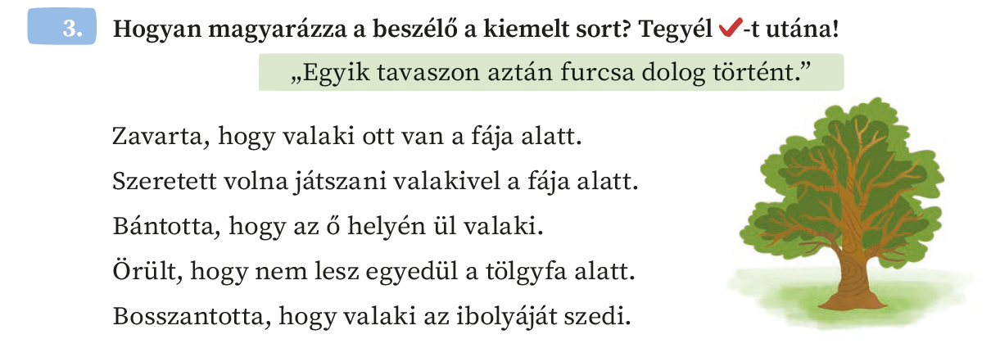 3. Hogyan magyarázza a beszélő a kiemelt sort? Tegyél ✓-t utána!
„Egyik tavaszon aztán furcsa dolog történt.”
Zavarta, hogy valaki ott van a fája alatt.
Szeretett volna játszani valakivel a fája alatt.
Bántotta, hogy az ő helyén ül valaki.
Örült, hogy nem lesz egyedül a tölgyfa alatt.
Bosszantotta, hogy valaki az ibolyáját szedi.